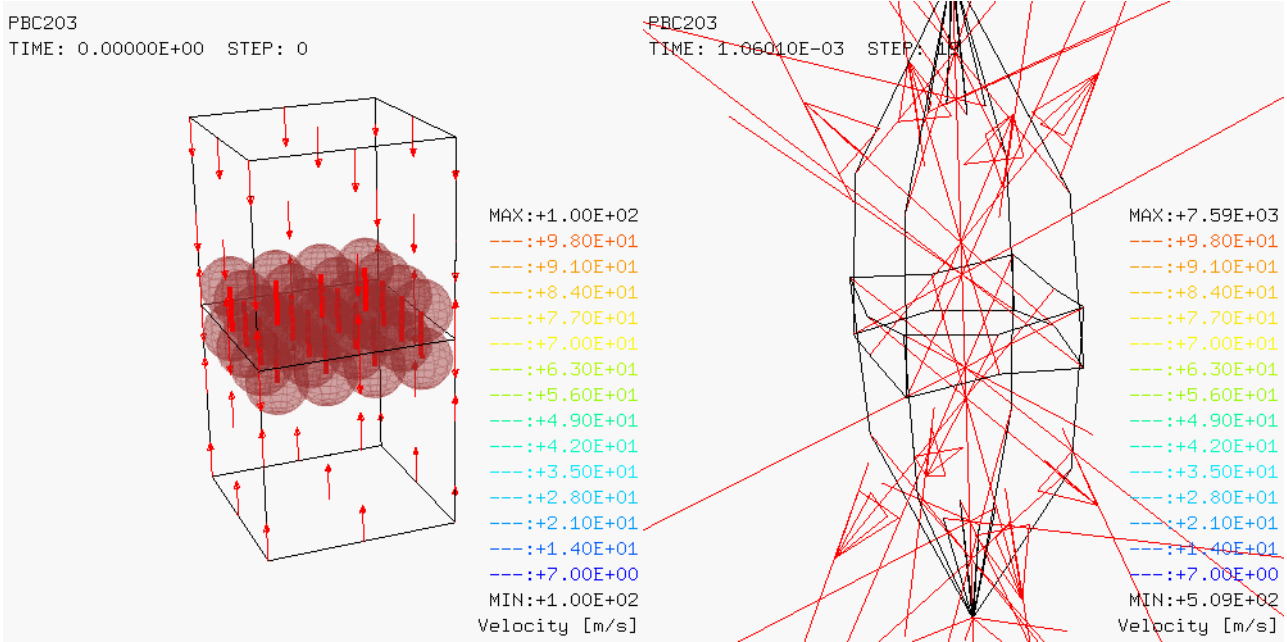 PBC203
TIME: 0.00000E+00 STEP: 0
MAX:+1.00E+02
---:+9.80E+01
---:+9.10E+01
---:+8.40E+01
---:+7.70E+01
---:+7.00E+01
---:+6.30E+01
---:+5.60E+01
---:+4.90E+01
---:+4.20E+01
---:+3.50E+01
---:+2.80E+01
---:+2.10E+01
---:+1.40E+01
---:+7.00E+00
MIN:+1.00E+02
Velocity [m/s]
PBC203
TIME: 1.06010E-03 STEP:
MAX:+7.59E+03
---:+9.80E+01
---:+9.10E+01
---:+8.40E+01
---:+7.70E+01
---:+7.00E+01
---:+6.30E+01
---:+5.60E+01
---:+4.90E+01
---:+4.20E+01
---:+3.50E+01
---:+2.80E+01
---:+2.10E+01
---:+1.40E+01
---:+7.00E+00
MIN:+5.09E+02
Velocity [m/s]